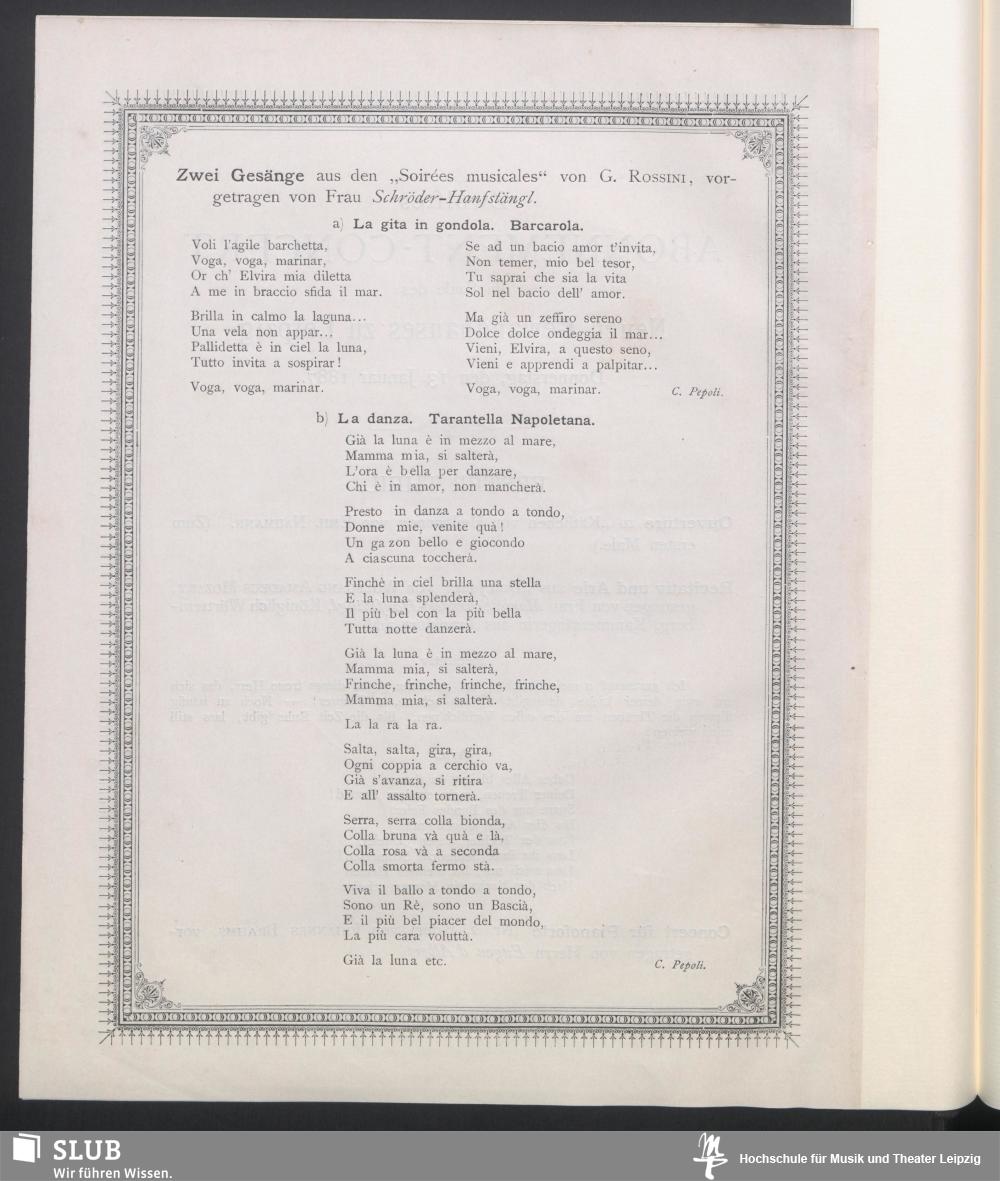 Zwei Gesänge aus den „Soirées musicales“ von G. Rossini, vor-
getragen von Frau Schröder-Hanfstängl.
a) La gita in gondola. Barcarola.
Voli l'agile barchetta,
Voga, voga, marinar,
Or ch' Elvira mia diletta
A me in braccio sfida il mar.
Brilla in calmo la laguna...
Una vela non appar...
Pallidetta è in ciel la luna,
Tutto invita a sospirar!
Voga, voga, marinar.
Se ad un bacio amor t'invita,
Non temer, mio bel tesor,
Tu saprai che sia la vita
Sol nel bacio dell' amor.
Ma già un zeffiro sereno
Dolce dolce ondeggia il mar...
Vieni, Elvira, a questo seno,
Vieni e apprendi a palpitar...
Voga, voga, marinar.
C. Pepoli.
b) La danza. Tarantella Napoletana.
Già la luna è in mezzo al mare,
Mamma mia, si salterà,
L'ora è bella per danzare,
Chi è in amor, non mancherà.
Presto in danza a tondo a tondo,
Donne mie, venite quà!
Un gazon bello e giocondo
A ciascuna toccherà.
Finchè in ciel brilla una stella
E la luna splenderà,
Il più bel con la più bella
Tutta notte danzerà.
Già la luna è in mezzo al mare,
Mamma mia, si salterà,
Frinche, frinche, frinche, frinche,
Mamma mia, si salterà.
La la ra la ra.
Salta, salta, gira, gira,
Ogni coppia a cerchio va,
Già s'avanza, si ritira
E all' assalto tornerà.
Serra, serra colla bionda,
Colla bruna và quà e là,
Colla rosa và a seconda
Colla smorta fermo stà.
Viva il ballo a tondo a tondo,
Sono un Rè, sono un Bascià,
E il più bel piacer del mondo,
La più cara voluttà.
Già la luna etc.
C. Pepoli.
SLUB
Wir führen Wissen.
Hochschule für Musik und Theater Leipzig